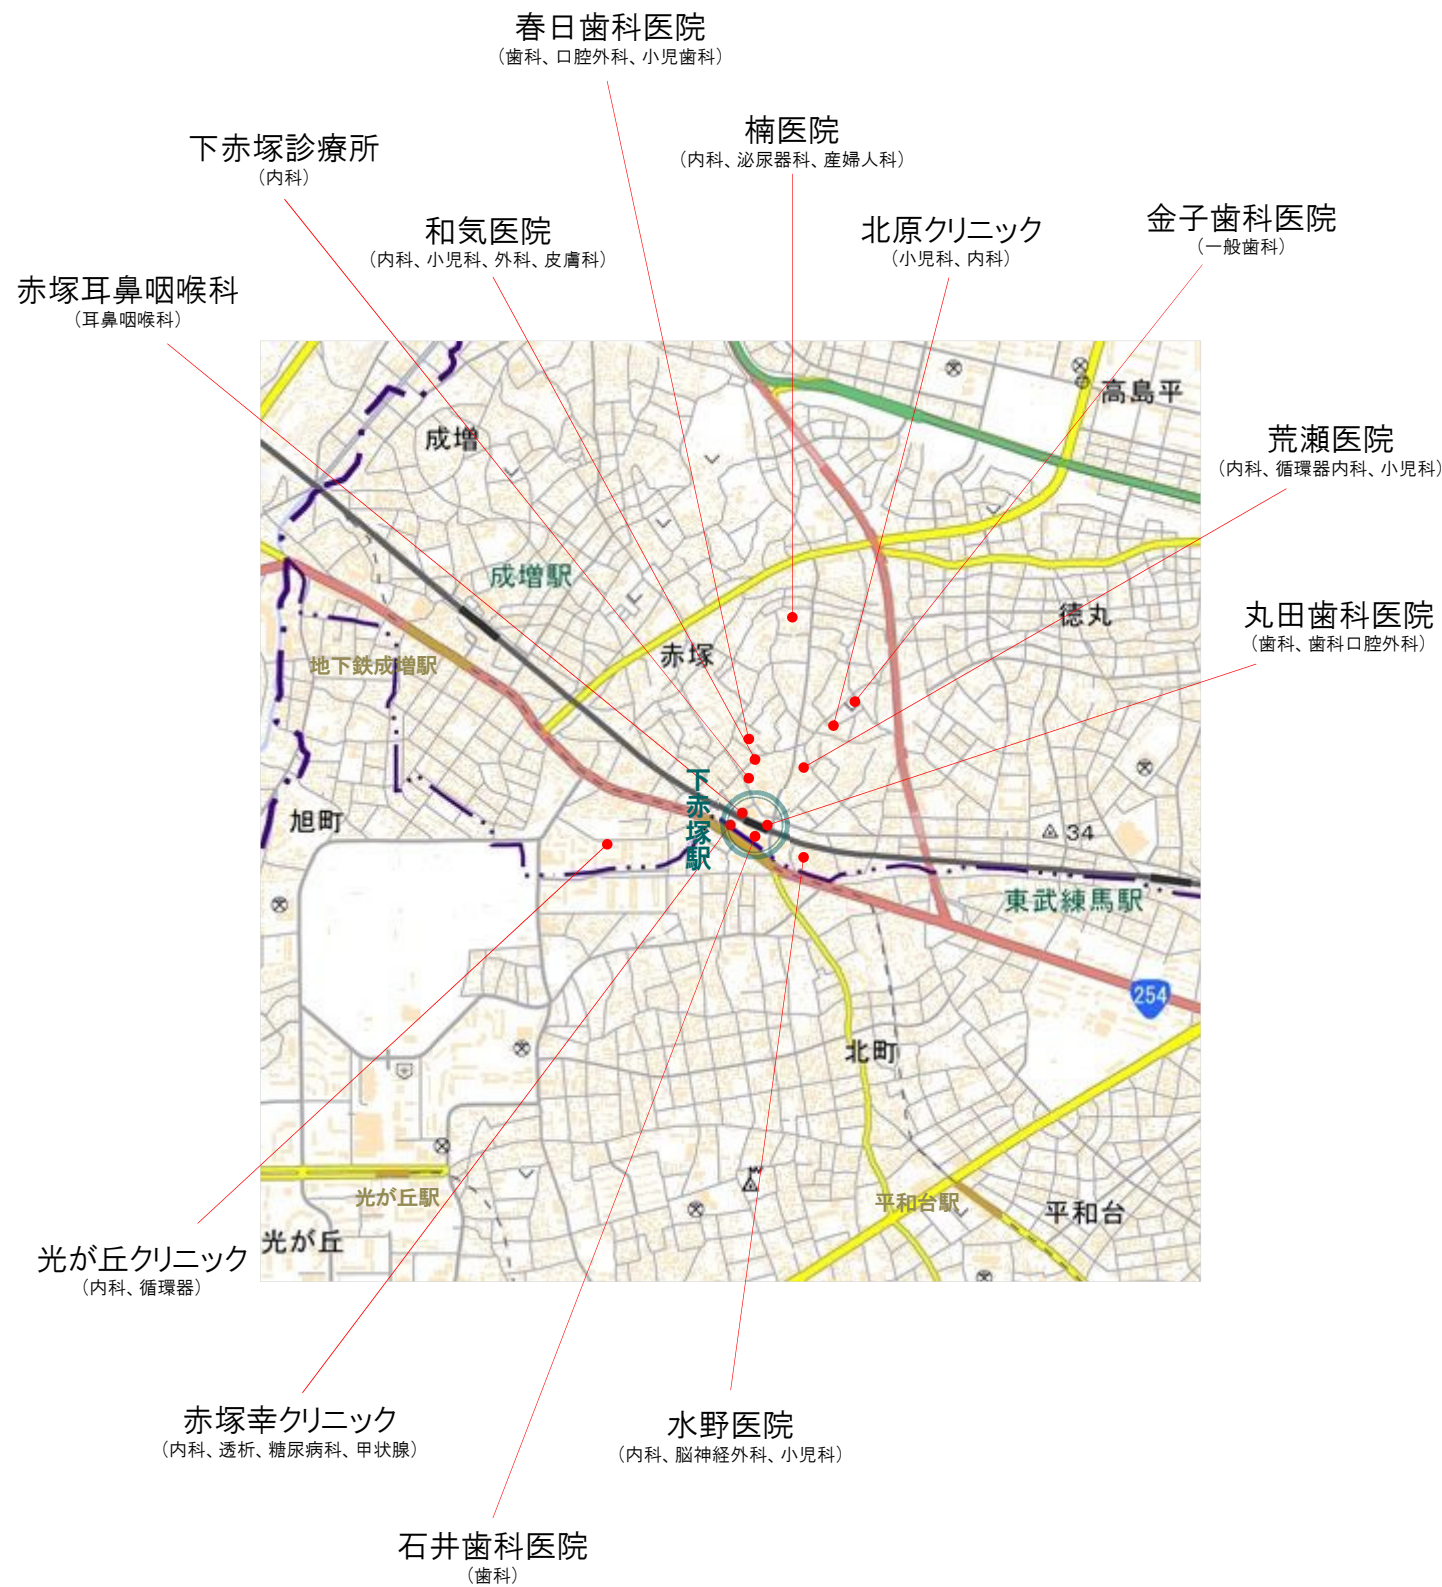 春日歯科医院
（歯科、口腔外科、小児歯科）
楠医院
（内科、泌尿器科、産婦人科）
下赤塚診療所
（内科）
和気医院
（内科、小児科、外科、皮膚科）
北原クリニック
（小児科、内科）
金子歯科医院
（一般歯科）
赤塚耳鼻咽喉科
（耳鼻咽喉科）
高島平
成増
荒瀬医院
（内科、循環器内科、小児科）
成増駅
徳丸
丸田歯科医院
（歯科、歯科口腔外科）
赤塚
地下鉄成増駅
下赤塚駅
旭町
34
東武練馬駅
254
北町
光が丘駅
平和台駅
平和台
光が丘
光が丘クリニック
（内科、循環器）
赤塚幸クリニック
（内科、透析、糖尿病科、甲状腺）
水野医院
（内科、脳神経外科、小児科）
石井歯科医院
（歯科）